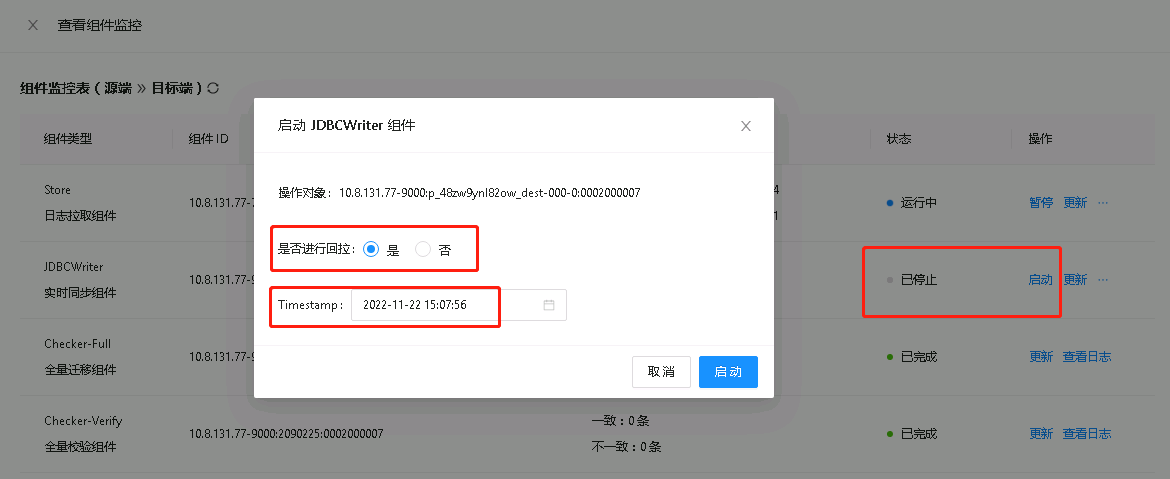 查看组件监控
组件监控表 ( 源端 » 目标端 )
组件类型 组件 ID 状态 操作
启动 JDBCWriter 组件
Store
日志拉取组件
10.8.131.77-
4
1
运行中 暂停 更新 ···
操作对象： 10.8.131.77-9000:p_48zw9ynl82ow_dest-000-0:0002000007
是否进行回拉： 是 否
JDBCWriter
实时同步组件
10.8.131.77-9
已停止 启动 更新 ···
Timestamp： 2022-11-22 15:07:56
Checker-Full
全量迁移组件
10.8.131.77-9
已完成 更新 查看日志
取消 启动
Checker-Verify
全量校验组件
10.8.131.77-9000:2090225:0002000007
一致：0 条
不一致：0 条
已完成 更新 查看日志